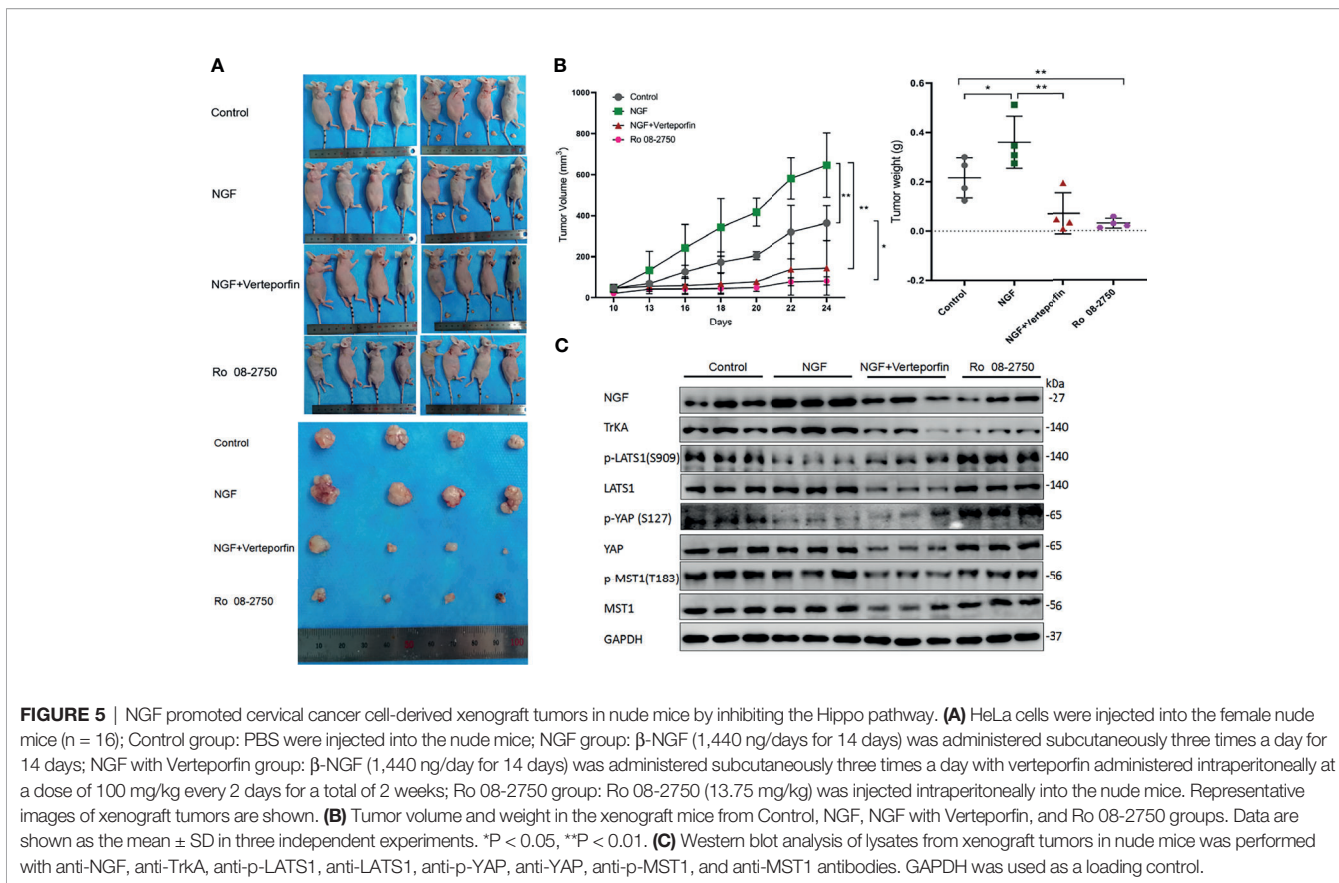 A
Control
NGF
NGF+Verteporfin
Ro 08-2750
Control
NGF
NGF+Verteporfin
Ro 08-2750
10 20 30 40 60 70 80 90 100
B
Tumor Volume (mm3)
1000
800
600
400
200
0
10 13 16 18 20 22 24
Days
Control
NGF
NGF+Verteporfin
Ro 08-2750
**
**
*
Tumor weight (g)
0.6
0.4
0.2
0.0
-0.2
**
* **
Control
NGF
NGF+Verteporfin
Ro 08-2750
C
Control NGF NGF+Verteporfin Ro 08-2750
kDa
NGF -27
TrKA -140
p-LATS1(S909) -140
LATS1 -140
p-YAP (S127) -65
YAP -65
p-MST1(T183) -56
MST1 -56
GAPDH -37
FIGURE 5 | NGF promoted cervical cancer cell-derived xenograft tumors in nude mice by inhibiting the Hippo pathway. (A) HeLa cells were injected into the female nude
mice (n = 16); Control group: PBS were injected into the nude mice; NGF group: β-NGF (1,440 ng/days for 14 days) was administered subcutaneously three times a day for
14 days; NGF with Verteporfin group: β-NGF (1,440 ng/day for 14 days) was administered subcutaneously three times a day with verteporfin administered intraperitoneally at
a dose of 100 mg/kg every 2 days for a total of 2 weeks; Ro 08-2750 group: Ro 08-2750 (13.75 mg/kg) was injected intraperitoneally into the nude mice. Representative
images of xenograft tumors are shown. (B) Tumor volume and weight in the xenograft mice from Control, NGF, NGF with Verteporfin, and Ro 08-2750 groups. Data are
shown as the mean ± SD in three independent experiments. *P < 0.05, **P < 0.01. (C) Western blot analysis of lysates from xenograft tumors in nude mice was performed
with anti-NGF, anti-TrkA, anti-p-LATS1, anti-LATS1, anti-p-YAP, anti-YAP, anti-p-MST1, and anti-MST1 antibodies. GAPDH was used as a loading control.